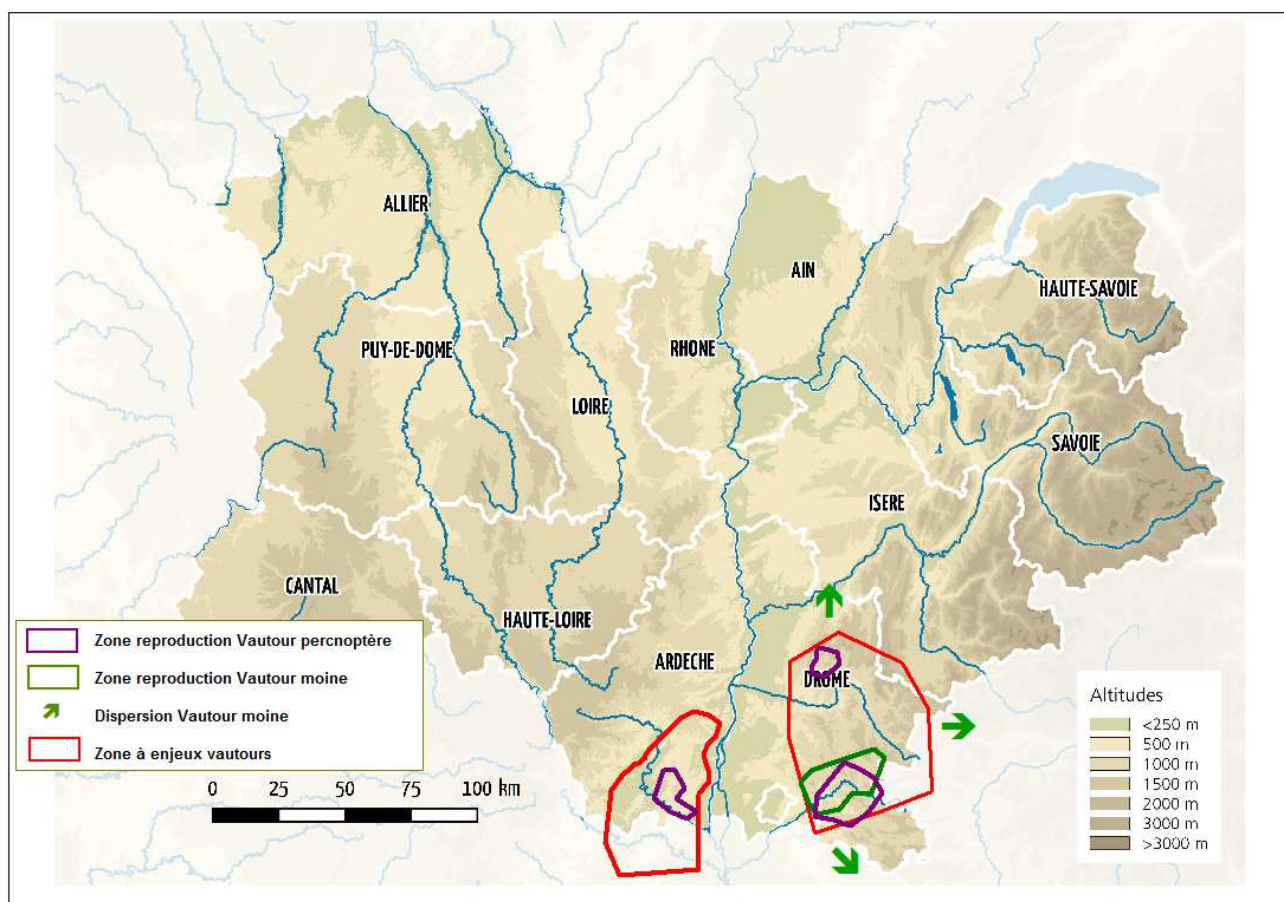 ALLIER
AIN
HAUTE-SAVOIE
PUY-DE-DOME
RHONE
LOIRE
SAVOIE
ISERE
CANTAL
HAUTE-LOIRE
ARDECHE
DROME
Zone reproduction Vautour percnoptère
Zone reproduction Vautour moine
Dispersion Vautour moine
Zone à enjeux vautours
0 25 50 75 100 km
Altitudes
<250 m
500 m
1000 m
1500 m
2000 m
3000 m
>3000 m